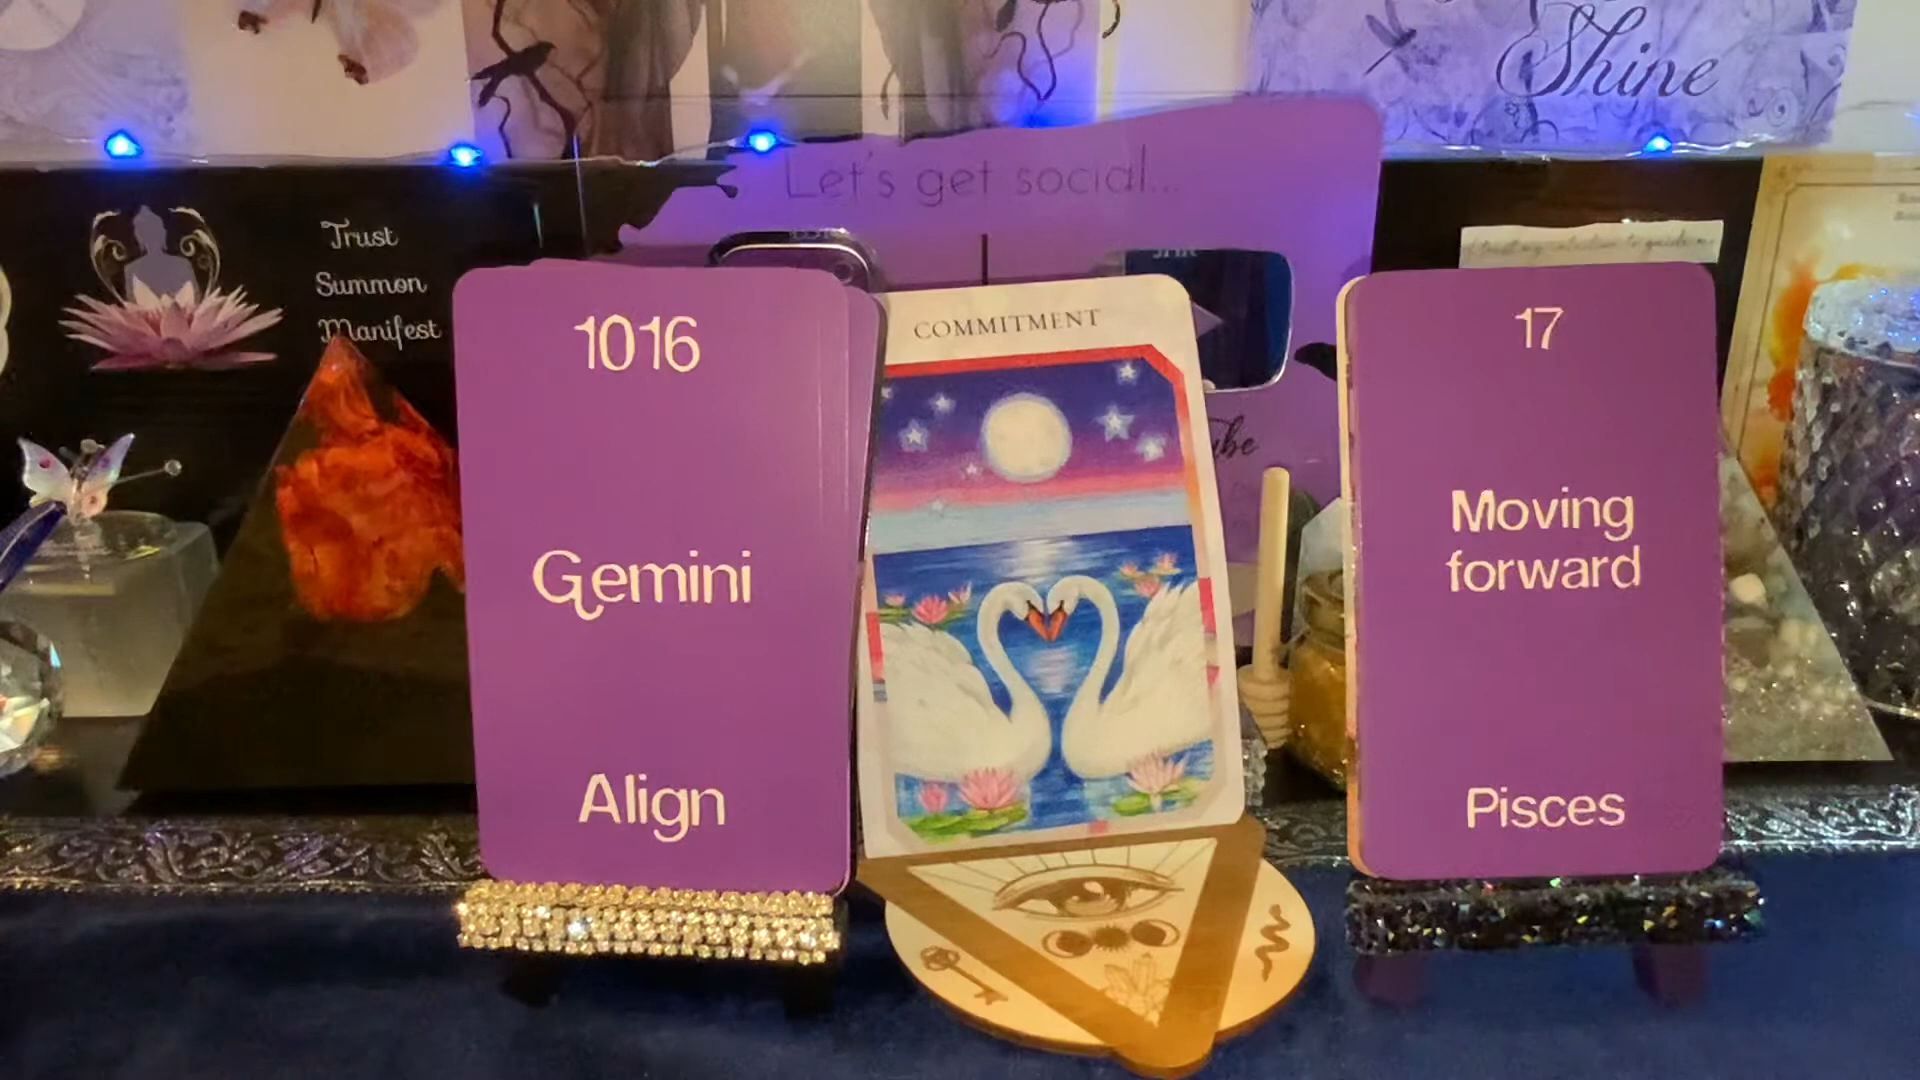 Shine
Let's get social...
Trust
Summon
Manifest
1016
Gemini
Align
COMMITMENT
17
Moving
forward
Pisces